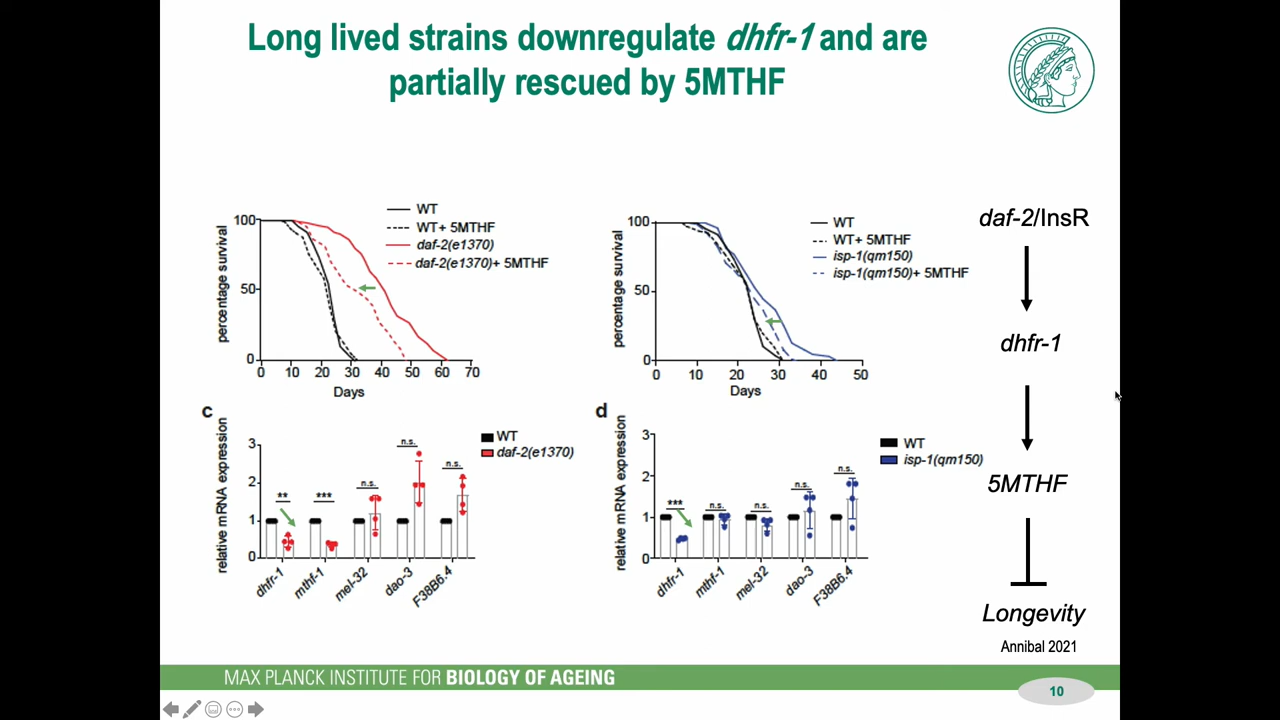 Long lived strains downregulate dhfr-1 and are
partially rescued by 5MTHF
percentage survival
100
50
0
0 10 20 30 40 50 60 70
Days
WT
WT+ 5MTHF
daf-2(e1370)
daf-2(e1370)+ 5MTHF
percentage survival
100
50
0
0 10 20 30 40 50
Days
WT
WT+ 5MTHF
isp-1(qm150)
isp-1(qm150)+ 5MTHF
c
relative mRNA expression
3
2
1
0
** *** n.s. n.s. n.s.
dhfr-1 mthf-1 mel-32 dao-3 F38B6.4
WT
daf-2(e1370)
d
relative mRNA expression
3
2
1
0
*** n.s. n.s. n.s. n.s.
dhfr-1 mthf-1 mel-32 dao-3 F38B6.4
WT
isp-1(qm150)
daf-2/InsR
dhfr-1
5MTHF
Longevity
Annibal 2021
MAX PLANCK INSTITUTE FOR BIOLOGY OF AGEING
10